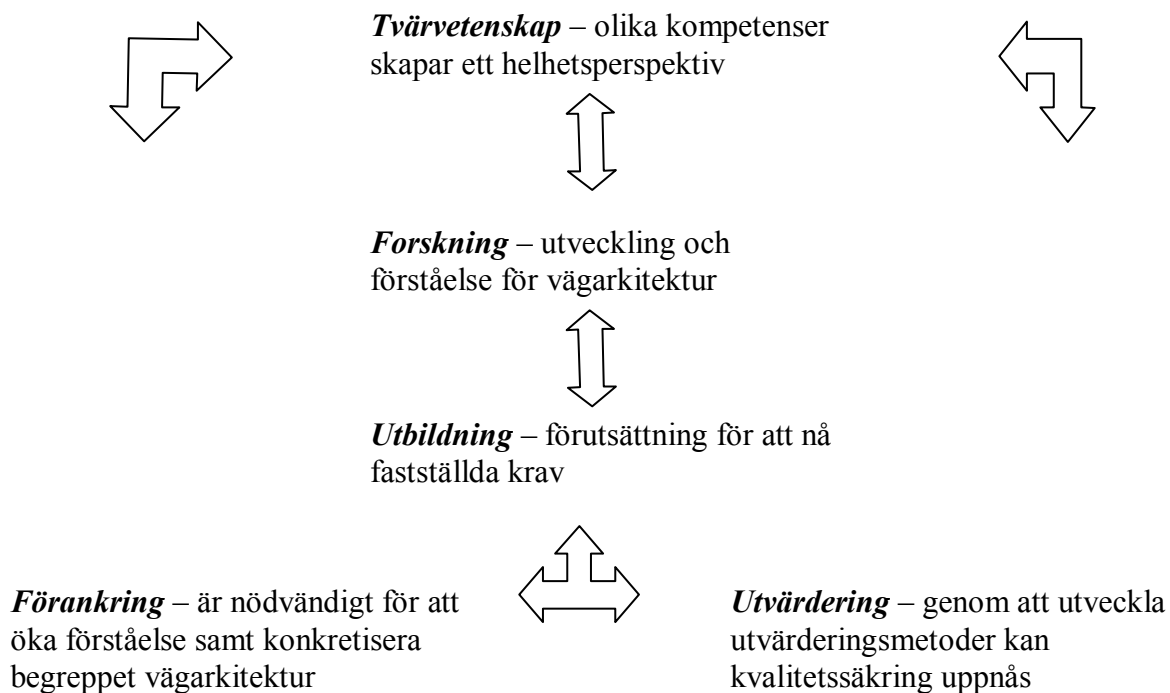 Tvärvetenskap – olika kompetenser
skapar ett helhetsperspektiv
Forskning – utveckling och
förståelse för vägarkitektur
Utbildning – förutsättning för att nå
fastställda krav
Förankring – är nödvändigt för att
öka förståelse samt konkretisera
begreppet vägarkitektur
Utvärdering – genom att utveckla
utvärderingsmetoder kan
kvalitetssäkring uppnås